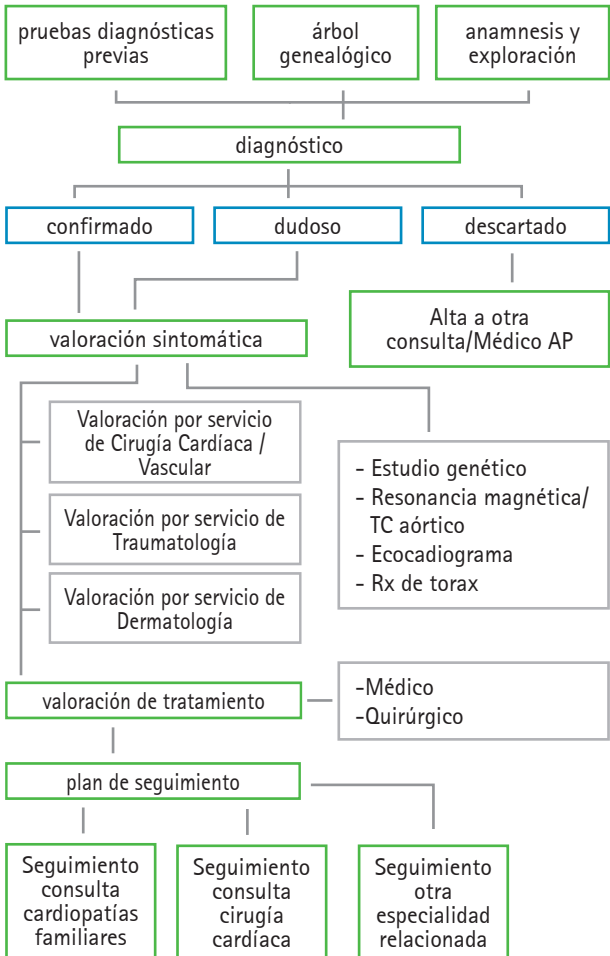 pruebas diagnósticas
previas
árbol
genealógico
anamnesis y
exploración
diagnóstico
confirmado
dudoso
descartado
valoración sintomática
Alta a otra
consulta/Médico AP
Valoración por servicio
de Cirugía Cardíaca /
Vascular
Valoración por servicio de
Traumatología
Valoración por servicio de
Dermatología
- Estudio genético
- Resonancia magnética/
TC aórtico
- Ecocadiograma
- Rx de torax
valoración de tratamiento
-Médico
-Quirúrgico
plan de seguimiento
Seguimiento
consulta
cardiopatías
familiares
Seguimiento
consulta
cirugía
cardíaca
Seguimiento
otra
especialidad
relacionada